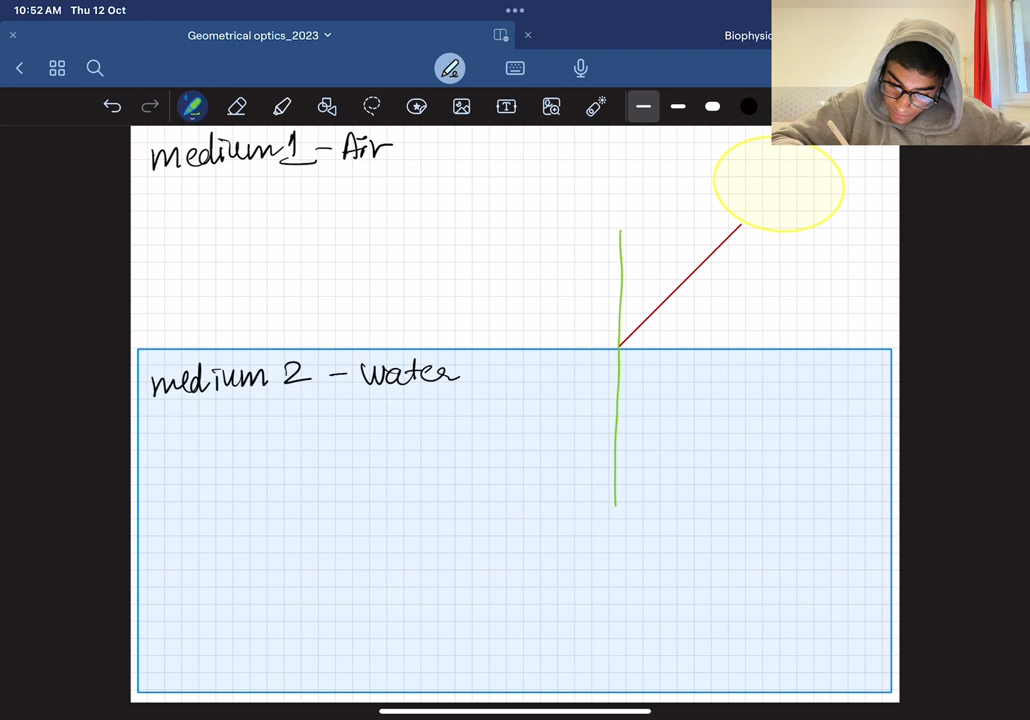 10:52 AM Thu 12 Oct
Geometrical optics_2023
Biophysic
medium 1 - Air
medium 2 - water